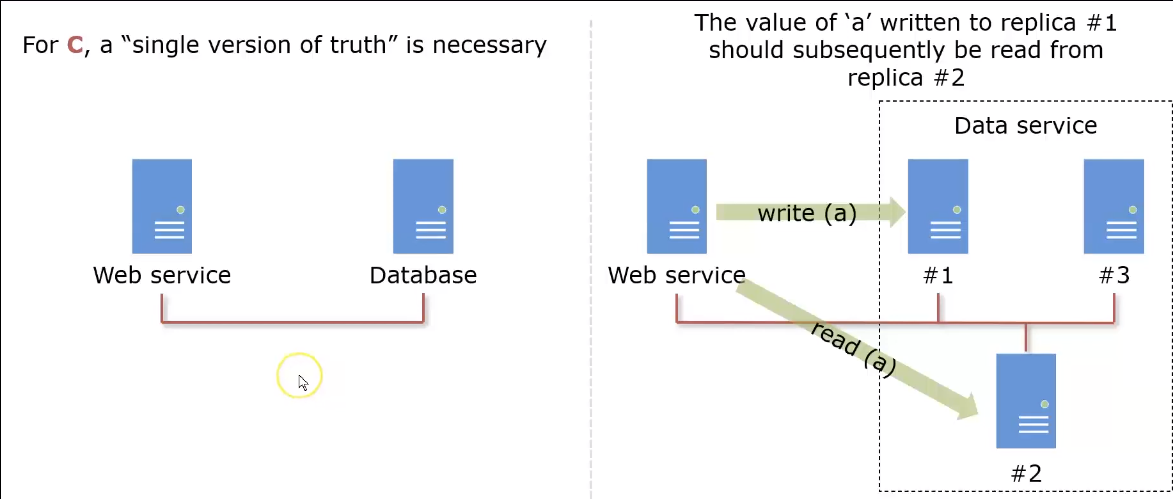 For C, a “single version of truth” is necessary
Web service
Database
The value of ‘a’ written to replica #1
should subsequently be read from
replica #2
Data service
write (a)
Web service
#1
#3
read (a)
#2